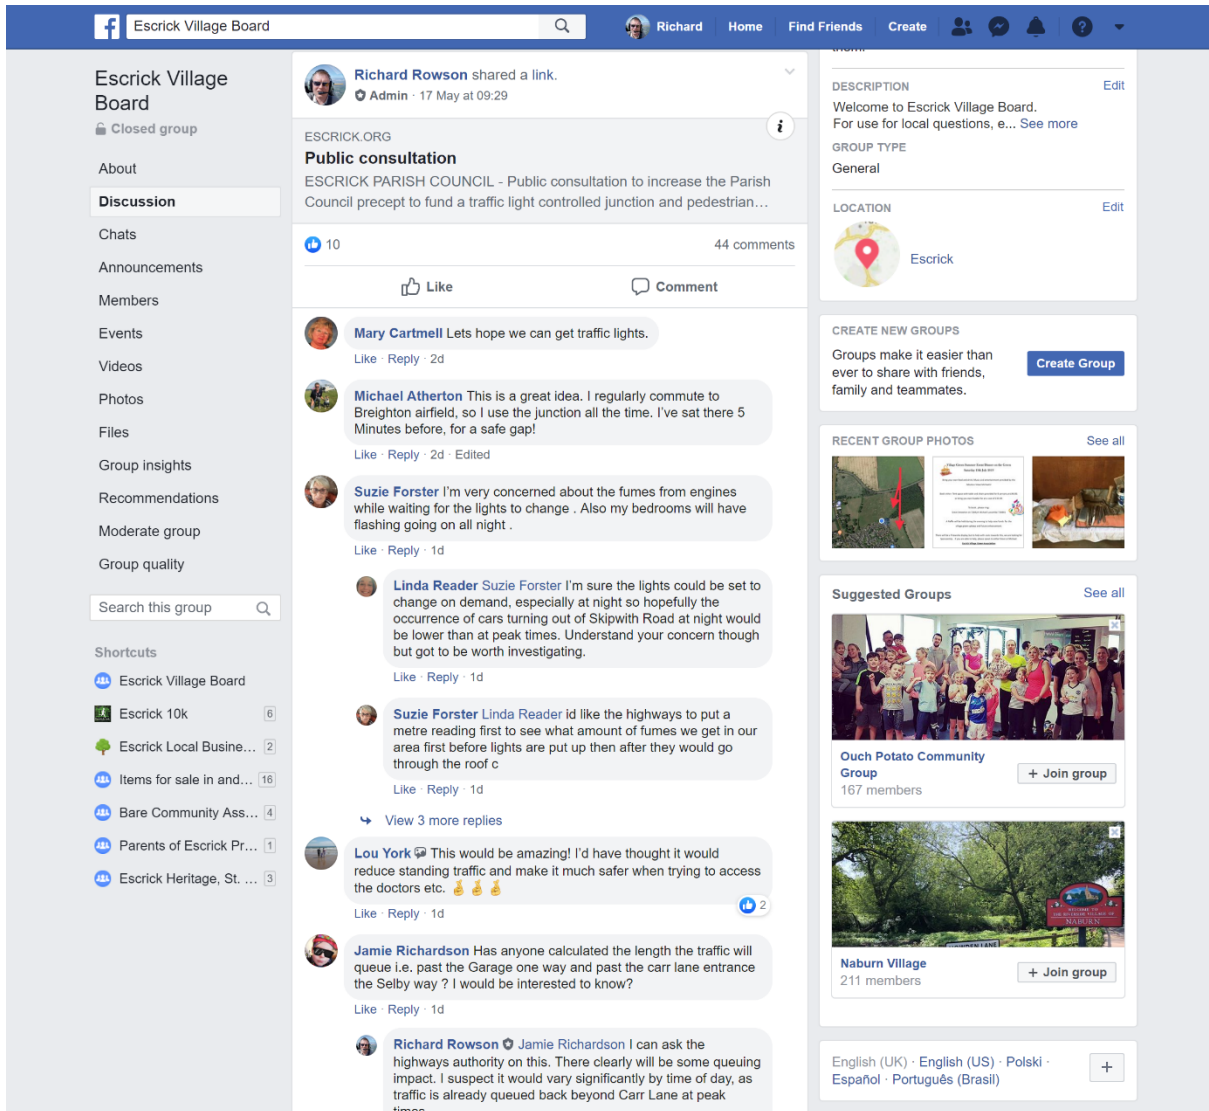 Escrick Village Board
Richard
Home
Find Friends
Create
Escrick Village
Board
Closed group
About
Discussion
Chats
Announcements
Members
Events
Videos
Photos
Files
Group insights
Recommendations
Moderate group
Group quality
Search this group
Shortcuts
Escrick Village Board
Escrick 10k 6
Escrick Local Busine... 2
Items for sale in and... 16
Bare Community Ass... 4
Parents of Escrick Pr... 1
Escrick Heritage, St. ... 3
Richard Rowson shared a link.
Admin · 17 May at 09:29
ESCRICK.ORG
Public consultation
ESCRICK PARISH COUNCIL - Public consultation to increase the Parish
Council precept to fund a traffic light controlled junction and pedestrian…
10
44 comments
Like
Comment
Mary Cartmell Lets hope we can get traffic lights.
Like · Reply · 2d
Michael Atherton This is a great idea. I regularly commute to
Breighton airfield, so I use the junction all the time. I've sat there 5
Minutes before, for a safe gap!
Like · Reply · 2d · Edited
Suzie Forster I'm very concerned about the fumes from engines
while waiting for the lights to change . Also my bedrooms will have
flashing going on all night .
Like · Reply · 1d
Linda Reader Suzie Forster I'm sure the lights could be set to
change on demand, especially at night so hopefully the
occurrence of cars turning out of Skipwith Road at night would
be lower than at peak times. Understand your concern though
but got to be worth investigating.
Like · Reply · 1d
Suzie Forster Linda Reader id like the highways to put a
metre reading first to see what amount of fumes we get in our
area first before lights are put up then after they would go
through the roof c
Like · Reply · 1d
View 3 more replies
Lou York This would be amazing! I'd have thought it would
reduce standing traffic and make it much safer when trying to access
the doctors etc. 🤞 🤞 🤞
2
Like · Reply · 1d
Jamie Richardson Has anyone calculated the length the traffic will
queue i.e. past the Garage one way and past the carr lane entrance
the Selby way ? I would be interested to know?
Like · Reply · 1d
Richard Rowson Jamie Richardson I can ask the
highways authority on this. There clearly will be some queuing
impact. I suspect it would vary significantly by time of day, as
traffic is already queued back beyond Carr Lane at peak
times
DESCRIPTION
Edit
Welcome to Escrick Village Board.
For use for local questions, e... See more
GROUP TYPE
General
LOCATION
Edit
Escrick
CREATE NEW GROUPS
Groups make it easier than
ever to share with friends,
family and teammates.
Create Group
RECENT GROUP PHOTOS
See all
Suggested Groups
See all
Ouch Potato Community
Group
167 members
+ Join group
NABURN
Naburn Village
211 members
+ Join group
English (UK) · English (US) · Polski ·
Español · Português (Brasil)